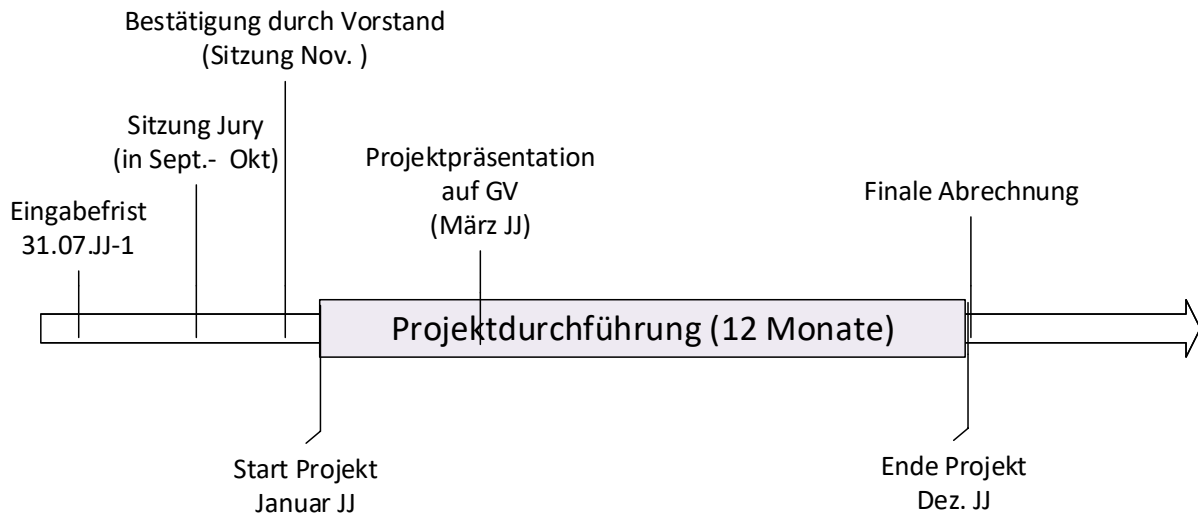 Bestätigung durch Vorstand
(Sitzung Nov. )
Sitzung Jury
(in Sept.-  Okt)
Projektpräsentation
auf GV
(März JJ)
Finale Abrechnung
Eingabefrist
31.07.JJ-1
Projektdurchführung (12 Monate)
Start Projekt
Januar JJ
Ende Projekt
Dez. JJ